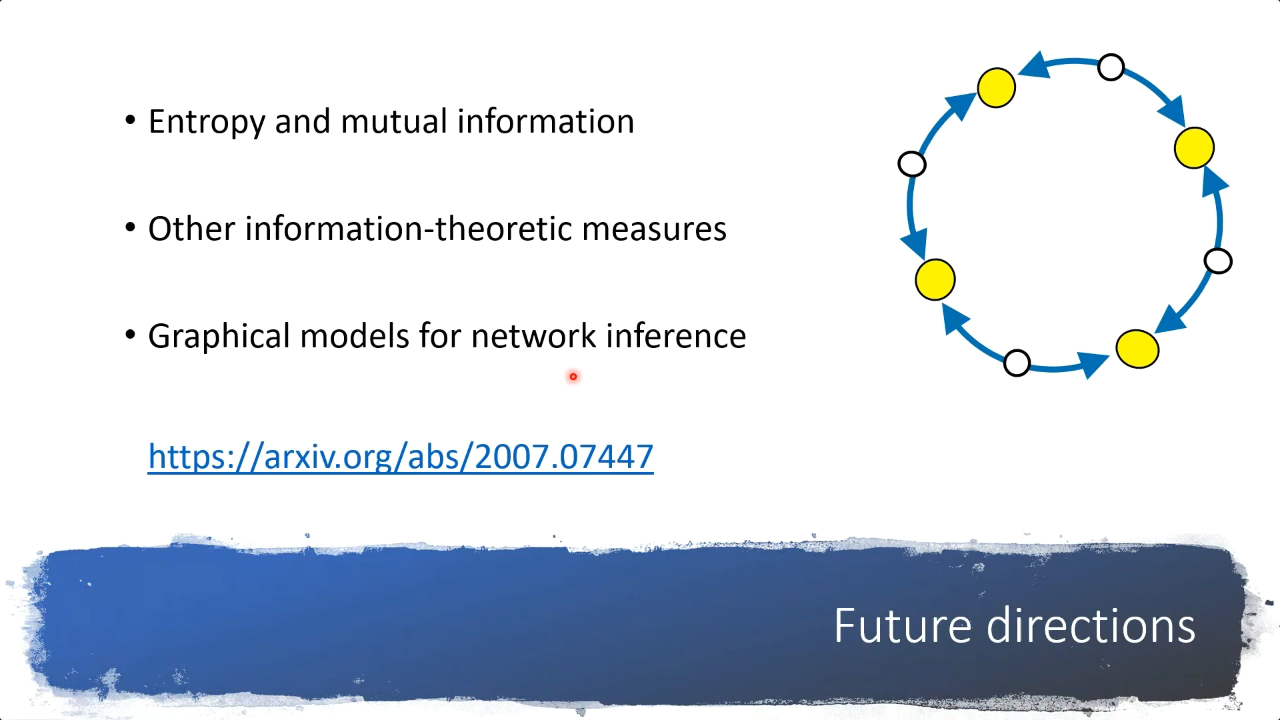 • Entropy and mutual information
• Other information-theoretic measures
• Graphical models for network inference
https://arxiv.org/abs/2007.07447
Future directions